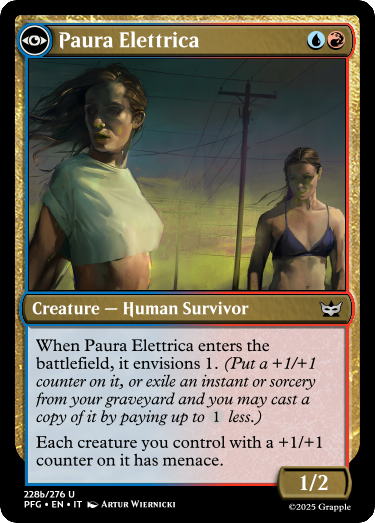 Paura Elettrica
Creature — Human Survivor
When Paura Elettrica enters the
battlefield, it envisions 1. (Put a +1/+1
counter on it, or exile an instant or sorcery
from your graveyard and you may cast a
copy of it by paying up to 1 less.)
Each creature you control with a +1/+1
counter on it has menace.
1/2
228b/276 U
PFG • EN • IT Artur Wiernicki
©2025 Grapple